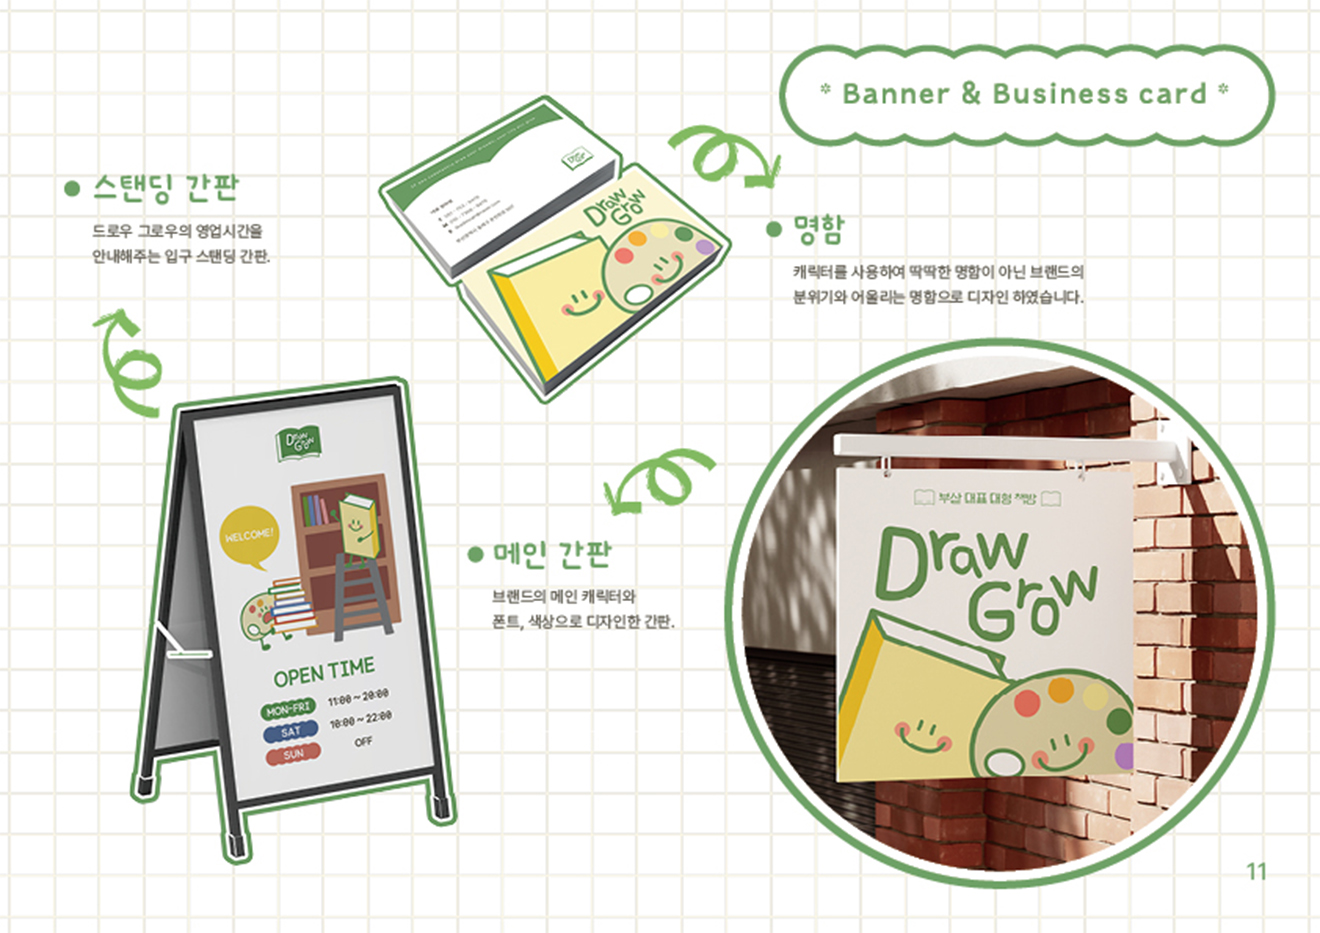 * Banner & Business card *
스탠딩 간판
드로우 그로우의 영업시간을
안내해주는 입구 스탠딩 간판.
Draw
Grow
명함
캐릭터를 사용하여 딱딱한 명함이 아닌 브랜드의
분위기와 어울리는 명함으로 디자인 하였습니다.
Draw
Grow
WELCOME!
OPEN TIME
MON-FRI 11:00 ~ 20:00
SAT 10:00 ~ 22:00
SUN OFF
메인 간판
브랜드의 메인 캐릭터와
폰트, 색상으로 디자인한 간판.
부산 대표 대형 책방
Draw
Grow
11